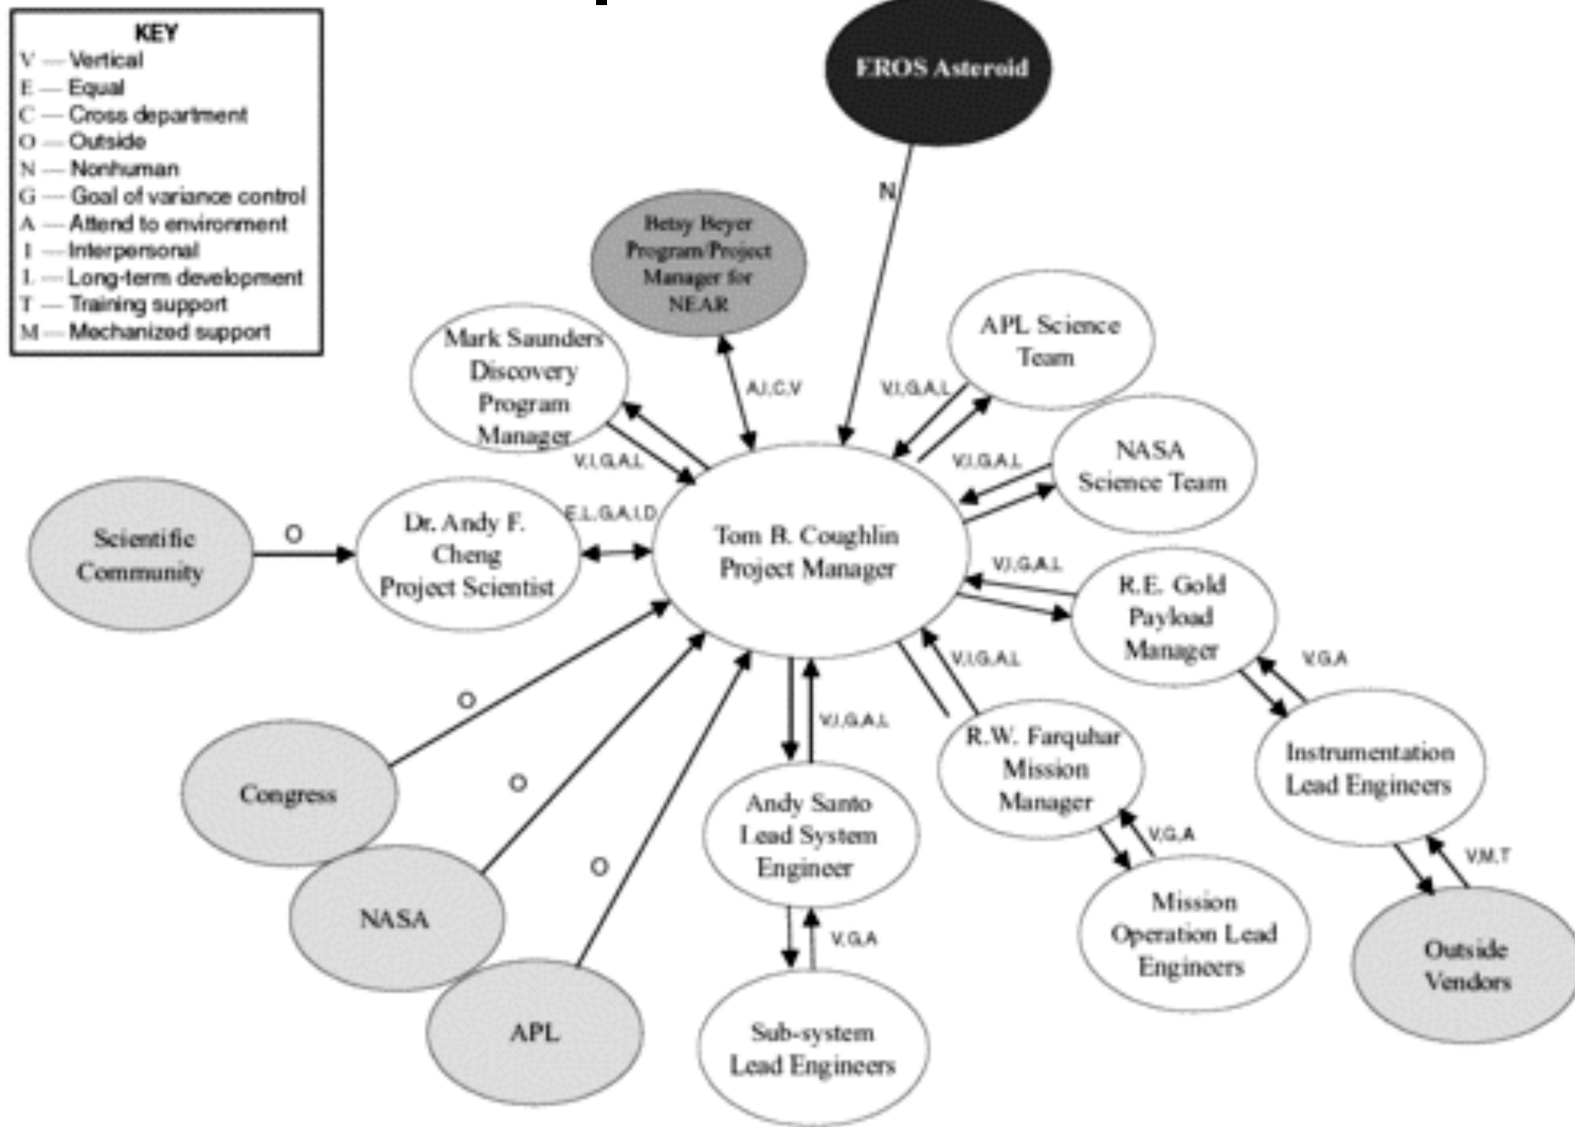 KEY
V — Vertical
E — Equal
C — Cross department
O — Outside
N — Nonhuman
G — Goal of variance control
A — Attend to environment
I — Interpersonal
L — Long-term development
T — Training support
M — Mechanized support
EROS Asteroid
N
Betsy Beyer
Program/Project
Manager for
NEAR
A,I,C,V
Mark Saunders
Discovery
Program
Manager
V,I,G,A,L
APL Science
Team
V,I,G,A,L
NASA
Science Team
V,I,G,A,L
Scientific
Community
O
Dr. Andy F.
Cheng
Project Scientist
E,L,G,A,I,D
Tom B. Coughlin
Project Manager
R.E. Gold
Payload
Manager
V,I,G,A,L
V,G,A
Instrumentation
Lead Engineers
V,M,T
Outside
Vendors
R.W. Farquhar
Mission
Manager
V,I,G,A,L
V,G,A
Mission
Operation Lead
Engineers
Andy Santo
Lead System
Engineer
V,I,G,A,L
V,G,A
Sub-system
Lead Engineers
Congress
O
NASA
O
APL
O